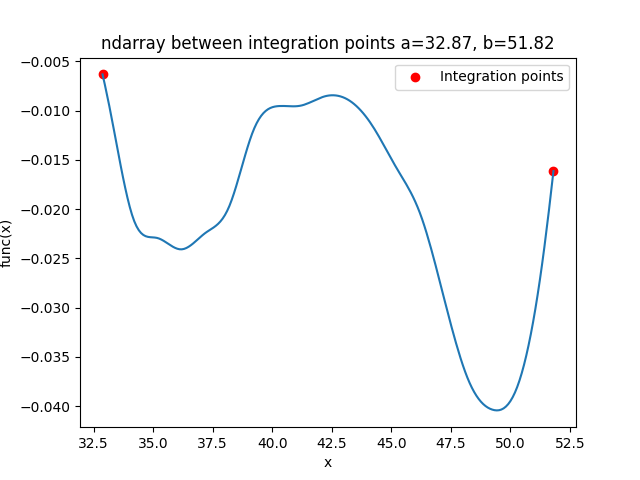 ndarray between integration points a=32.87, b=51.82
Integration points
−0.005
−0.010
−0.015
−0.020
−0.025
−0.030
−0.035
−0.040
func(x)
32.5 35.0 37.5 40.0 42.5 45.0 47.5 50.0 52.5
x